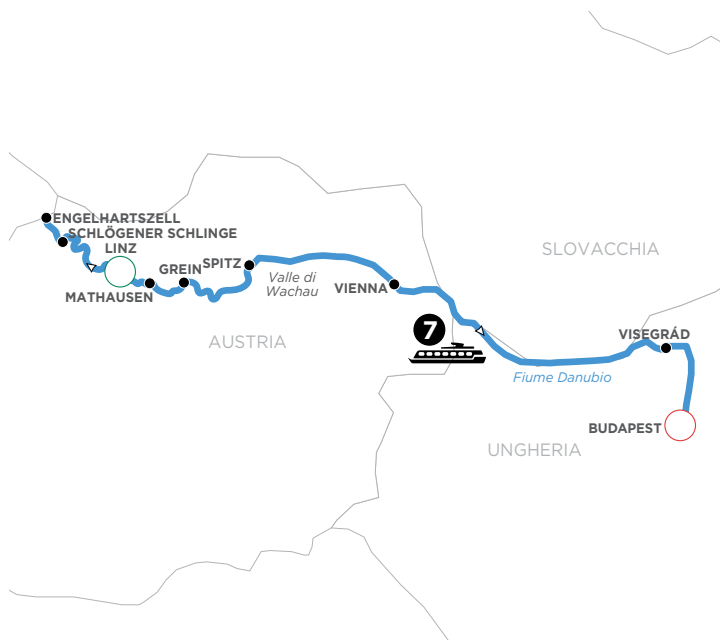 ENGELHARTSZELL
SCHLÖGENER SCHLINGE
LINZ
MATHAUSEN
GREIN
SPITZ
Valle di
Wachau
VIENNA
SLOVACCHIA
AUSTRIA
7
VISEGRÁD
Fiume Danubio
BUDAPEST
UNGHERIA